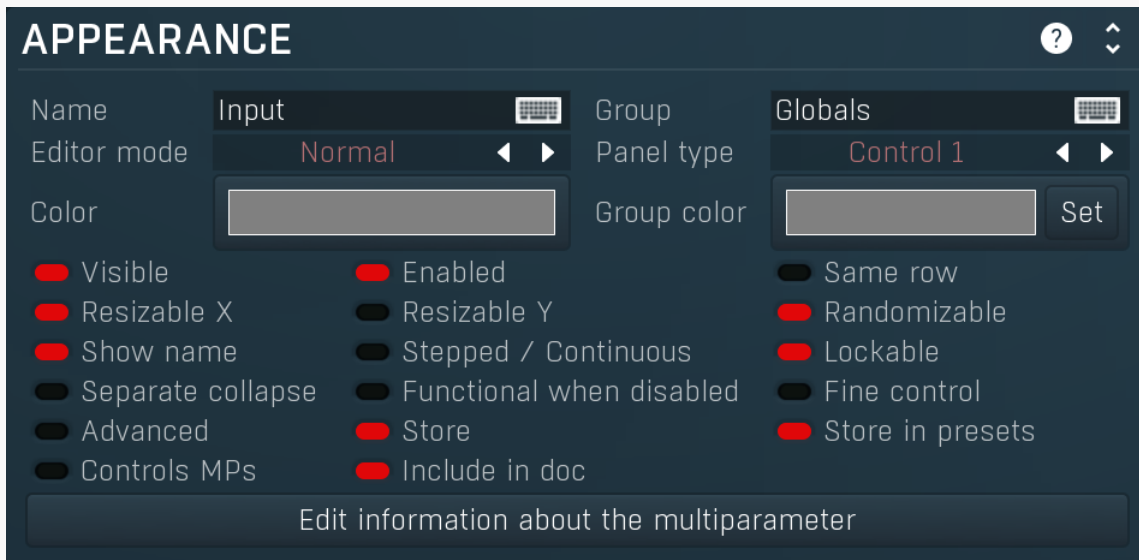 APPEARANCE ?
Name Input Group Globals
Editor mode Normal Panel type Control 1
Color Group color Set
Visible Enabled Same row
Resizable X Resizable Y Randomizable
Show name Stepped / Continuous Lockable
Separate collapse Functional when disabled Fine control
Advanced Store Store in presets
Controls MPs Include in doc
Edit information about the multiparameter